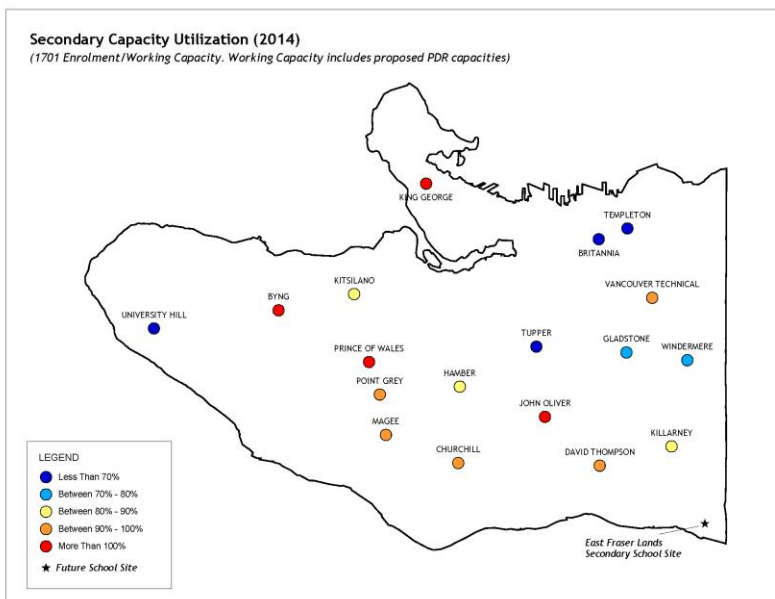 Secondary Capacity Utilization (2014)
(1701 Enrolment/Working Capacity. Working Capacity includes proposed PDR capacities)
KING GEORGE
TEMPLETON
BRITANNIA
VANCOUVER TECHNICAL
KITSILANO
BYNG
UNIVERSITY HILL
TUPPER
GLADSTONE
WINDERMERE
PRINCE OF WALES
POINT GREY
HAMBER
JOHN OLIVER
MAGEE
KILLARNEY
CHURCHILL
DAVID THOMPSON
East Fraser Lands
Secondary School Site
LEGEND
Less Than 70%
Between 70% - 80%
Between 80% - 90%
Between 90% - 100%
More Than 100%
Future School Site